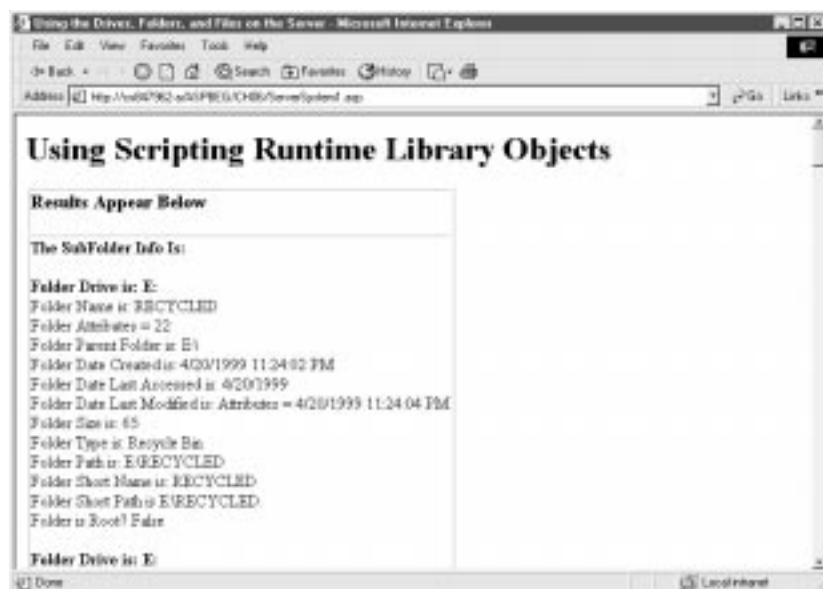 Using the Drives, Folders, and Files on the Server - Microsoft Internet Explorer
File Edit View Favorites Tools Help
Back Search Favorites History
Address Go Links
Using Scripting Runtime Library Objects
Results Appear Below
The SubFolder Info Is:
Folder Drive is: E:
Folder Name is: RECYCLED
Folder Attributes = 22
Folder Parent Folder is: E:\
Folder Date Created is: 4/20/1999 11:24:02 PM
Folder Date Last Accessed is: 4/20/1999
Folder Date Last Modified is: Attributes = 4/20/1999 11:24:04 PM
Folder Size is: 65
Folder Type is: Recycle Bin
Folder Path is: E:\RECYCLED
Folder Short Name is: RECYCLED
Folder Short Path is E:\RECYCLED
Folder is Root? False
Folder Drive is: E:
Done
Local intranet